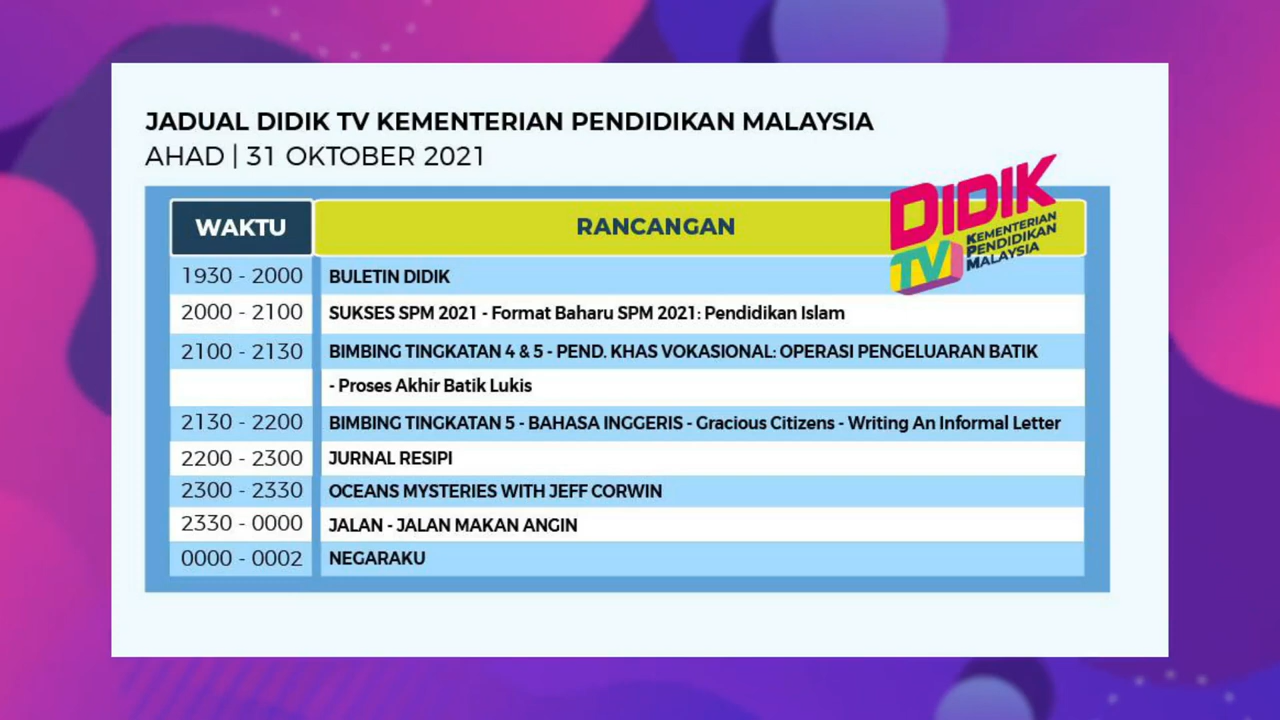 JADUAL DIDIK TV KEMENTERIAN PENDIDIKAN MALAYSIA
AHAD | 31 OKTOBER 2021
DIDIK
TV
KEMENTERIAN
PENDIDIKAN
MALAYSIA
WAKTU RANCANGAN
1930 - 2000 BULETIN DIDIK
2000 - 2100 SUKSES SPM 2021 - Format Baharu SPM 2021: Pendidikan Islam
2100 - 2130 BIMBING TINGKATAN 4 & 5 - PEND. KHAS VOKASIONAL: OPERASI PENGELUARAN BATIK
- Proses Akhir Batik Lukis
2130 - 2200 BIMBING TINGKATAN 5 - BAHASA INGGERIS - Gracious Citizens - Writing An Informal Letter
2200 - 2300 JURNAL RESIPI
2300 - 2330 OCEANS MYSTERIES WITH JEFF CORWIN
2330 - 0000 JALAN - JALAN MAKAN ANGIN
0000 - 0002 NEGARAKU